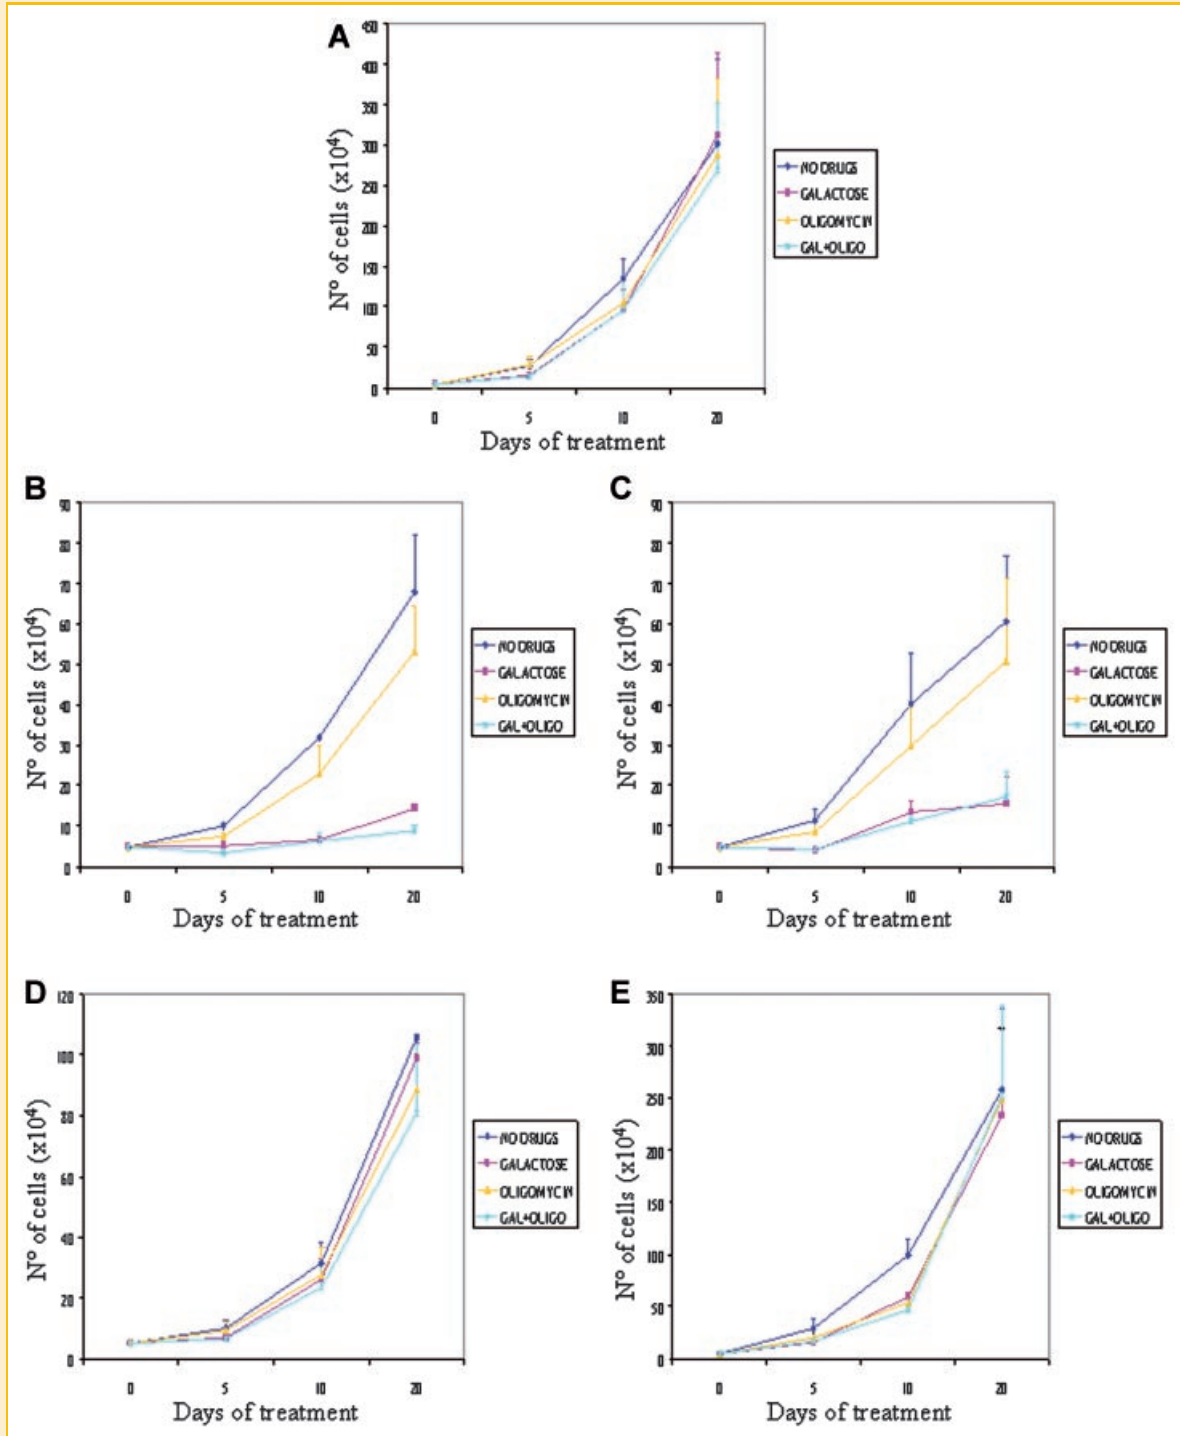 A
N° of cells (x10⁴)
450
400
350
300
250
200
150
100
50
0
0 5 10 20
Days of treatment
NO DRUGS
GALACTOSE
OLIGOMYCIN
GAL+OLIGO
B
N° of cells (x10⁴)
90
80
70
60
50
40
30
20
10
0
0 5 10 20
Days of treatment
NO DRUGS
GALACTOSE
OLIGOMYCIN
GAL+OLIGO
C
N° of cells (x10⁴)
90
80
70
60
50
40
30
20
10
0
0 5 10 20
Days of treatment
NO DRUGS
GALACTOSE
OLIGOMYCIN
GAL+OLIGO
D
N° of cells (x10⁴)
120
100
80
60
40
20
0
0 5 10 20
Days of treatment
NO DRUGS
GALACTOSE
OLIGOMYCIN
GAL+OLIGO
E
N° of cells (x10⁴)
350
300
250
200
150
100
50
0
0 5 10 20
Days of treatment
NO DRUGS
GALACTOSE
OLIGOMYCIN
GAL+OLIGO